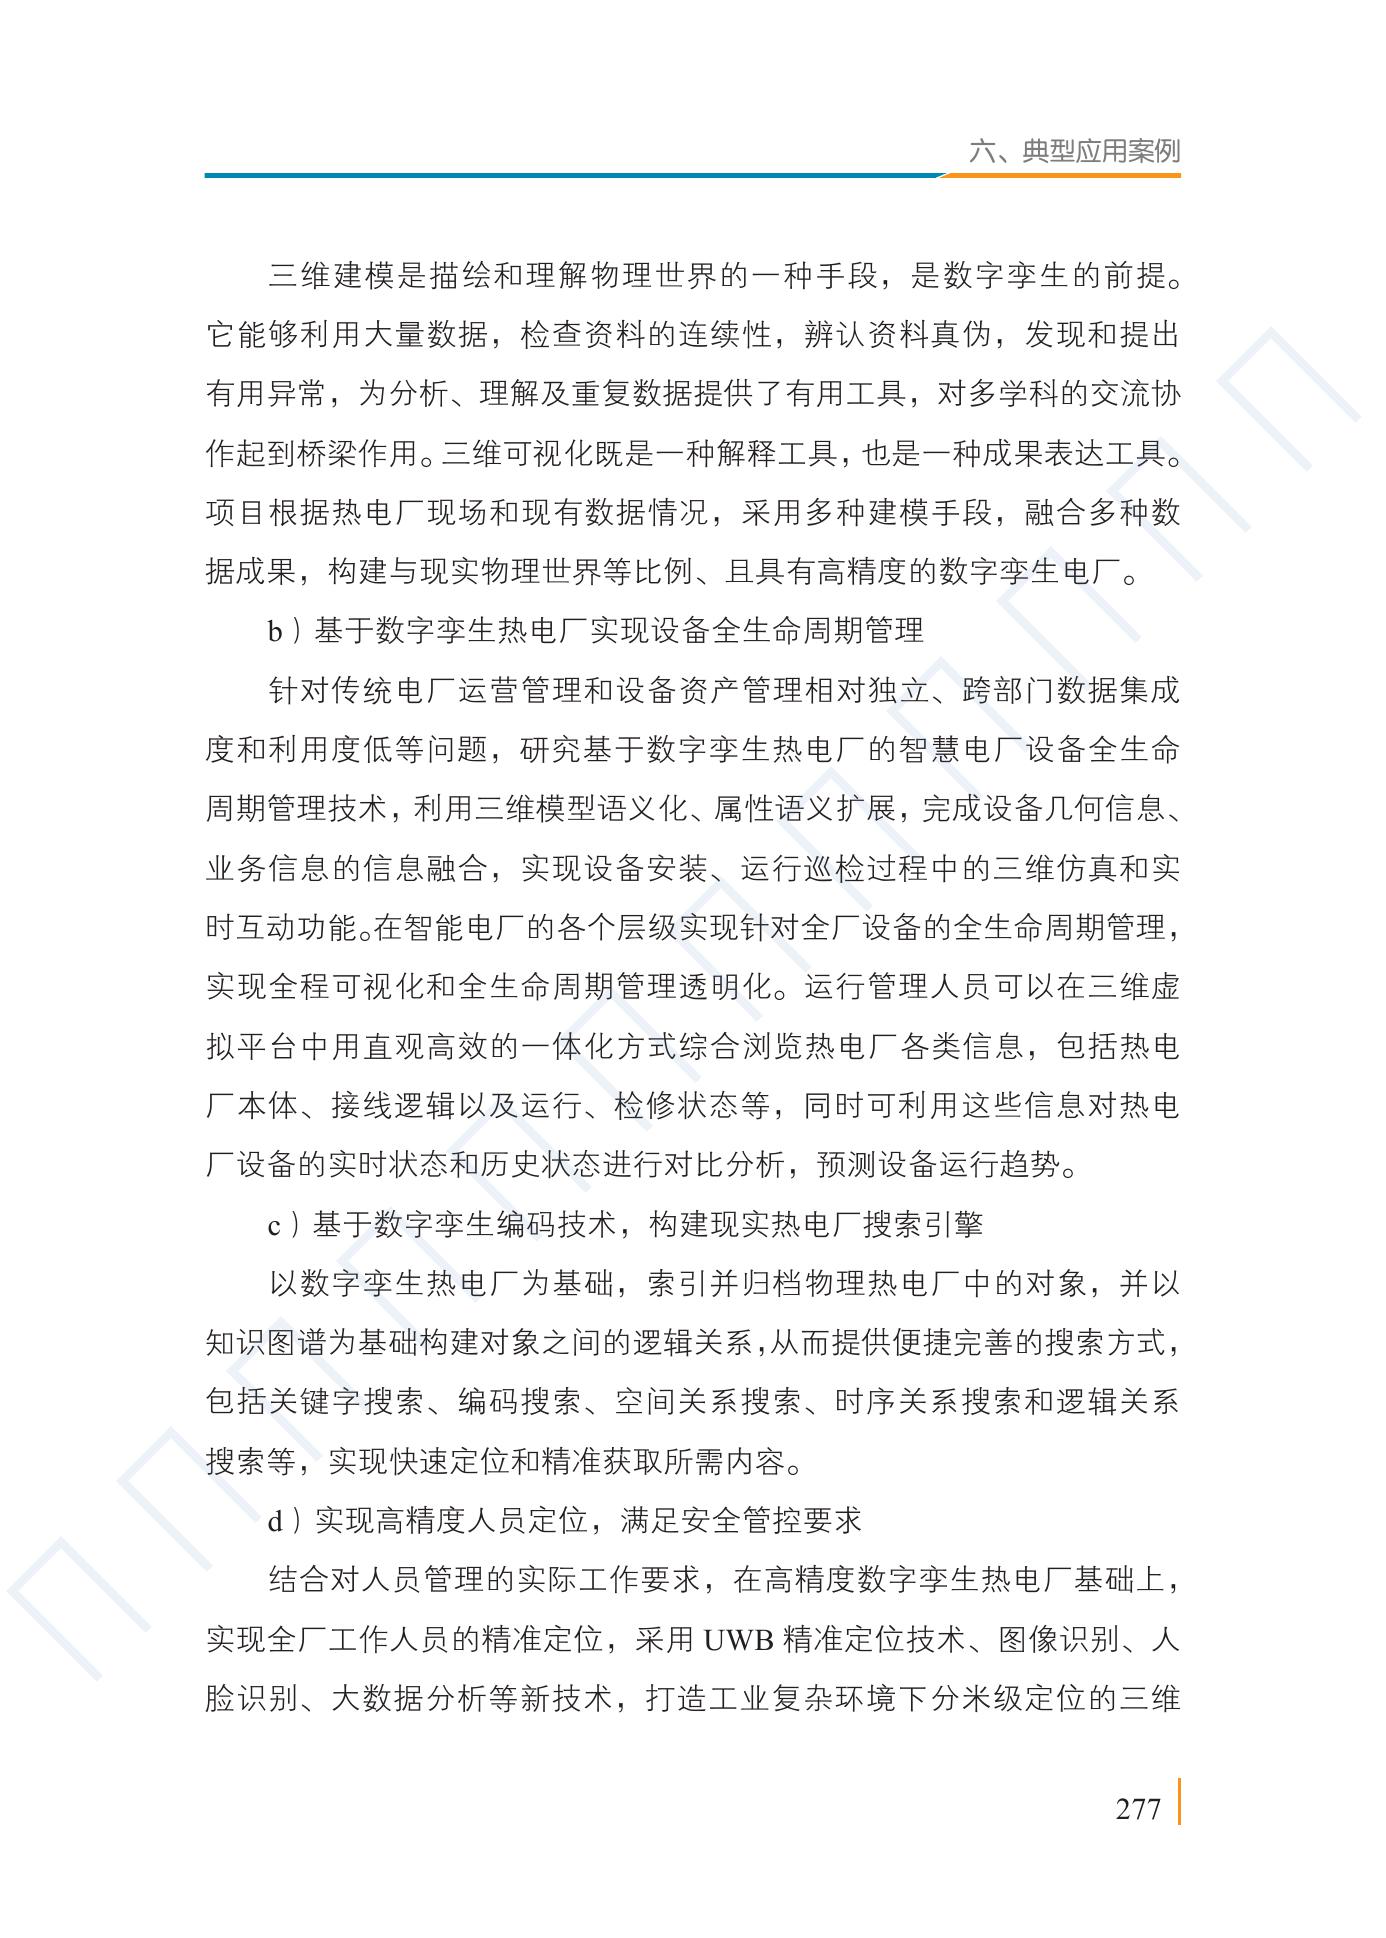 六、典型应用案例
三维建模是描绘和理解物理世界的一种手段，是数字孪生的前提。
它能够利用大量数据，检查资料的连续性，辨认资料真伪，发现和提出
有用异常，为分析、理解及重复数据提供了有用工具，对多学科的交流协
作起到桥梁作用。三维可视化既是一种解释工具，也是一种成果表达工具。
项目根据热电厂现场和现有数据情况，采用多种建模手段，融合多种数
据成果，构建与现实物理世界等比例、且具有高精度的数字孪生电厂。
b）基于数字孪生热电厂实现设备全生命周期管理
针对传统电厂运营管理和设备资产管理相对独立、跨部门数据集成
度和利用度低等问题，研究基于数字孪生热电厂的智慧电厂设备全生命
周期管理技术，利用三维模型语义化、属性语义扩展，完成设备几何信息、
业务信息的信息融合，实现设备安装、运行巡检过程中的三维仿真和实
时互动功能。在智能电厂的各个层级实现针对全厂设备的全生命周期管理，
实现全程可视化和全生命周期管理透明化。运行管理人员可以在三维虚
拟平台中用直观高效的一体化方式综合浏览热电厂各类信息，包括热电
厂本体、接线逻辑以及运行、检修状态等，同时可利用这些信息对热电
厂设备的实时状态和历史状态进行对比分析，预测设备运行趋势。
c）基于数字孪生编码技术，构建现实热电厂搜索引擎
以数字孪生热电厂为基础，索引并归档物理热电厂中的对象，并以
知识图谱为基础构建对象之间的逻辑关系，从而提供便捷完善的搜索方式，
包括关键字搜索、编码搜索、空间关系搜索、时序关系搜索和逻辑关系
搜索等，实现快速定位和精准获取所需内容。
d）实现高精度人员定位，满足安全管控要求
结合对人员管理的实际工作要求，在高精度数字孪生热电厂基础上，
实现全厂工作人员的精准定位，采用 UWB 精准定位技术、图像识别、人
脸识别、大数据分析等新技术，打造工业复杂环境下分米级定位的三维
277